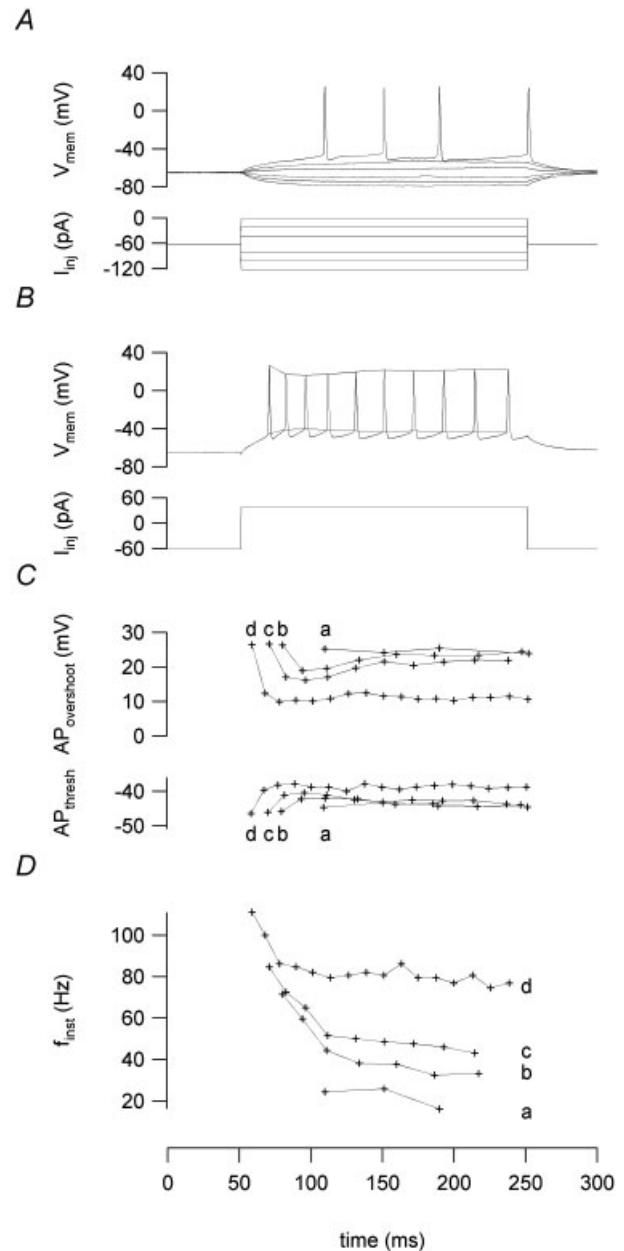 A
40
0
-40
-80
V_mem (mV)
0
-60
-120
I_inj (pA)
B
40
0
-40
-80
V_mem (mV)
60
0
-60
I_inj (pA)
C
d c b a
30
20
10
0
AP_overshoot (mV)
-40
-50
AP_thresh
d c b a
D
100
80
60
40
20
f_inst (Hz)
d
c
b
a
0 50 100 150 200 250 300
time (ms)